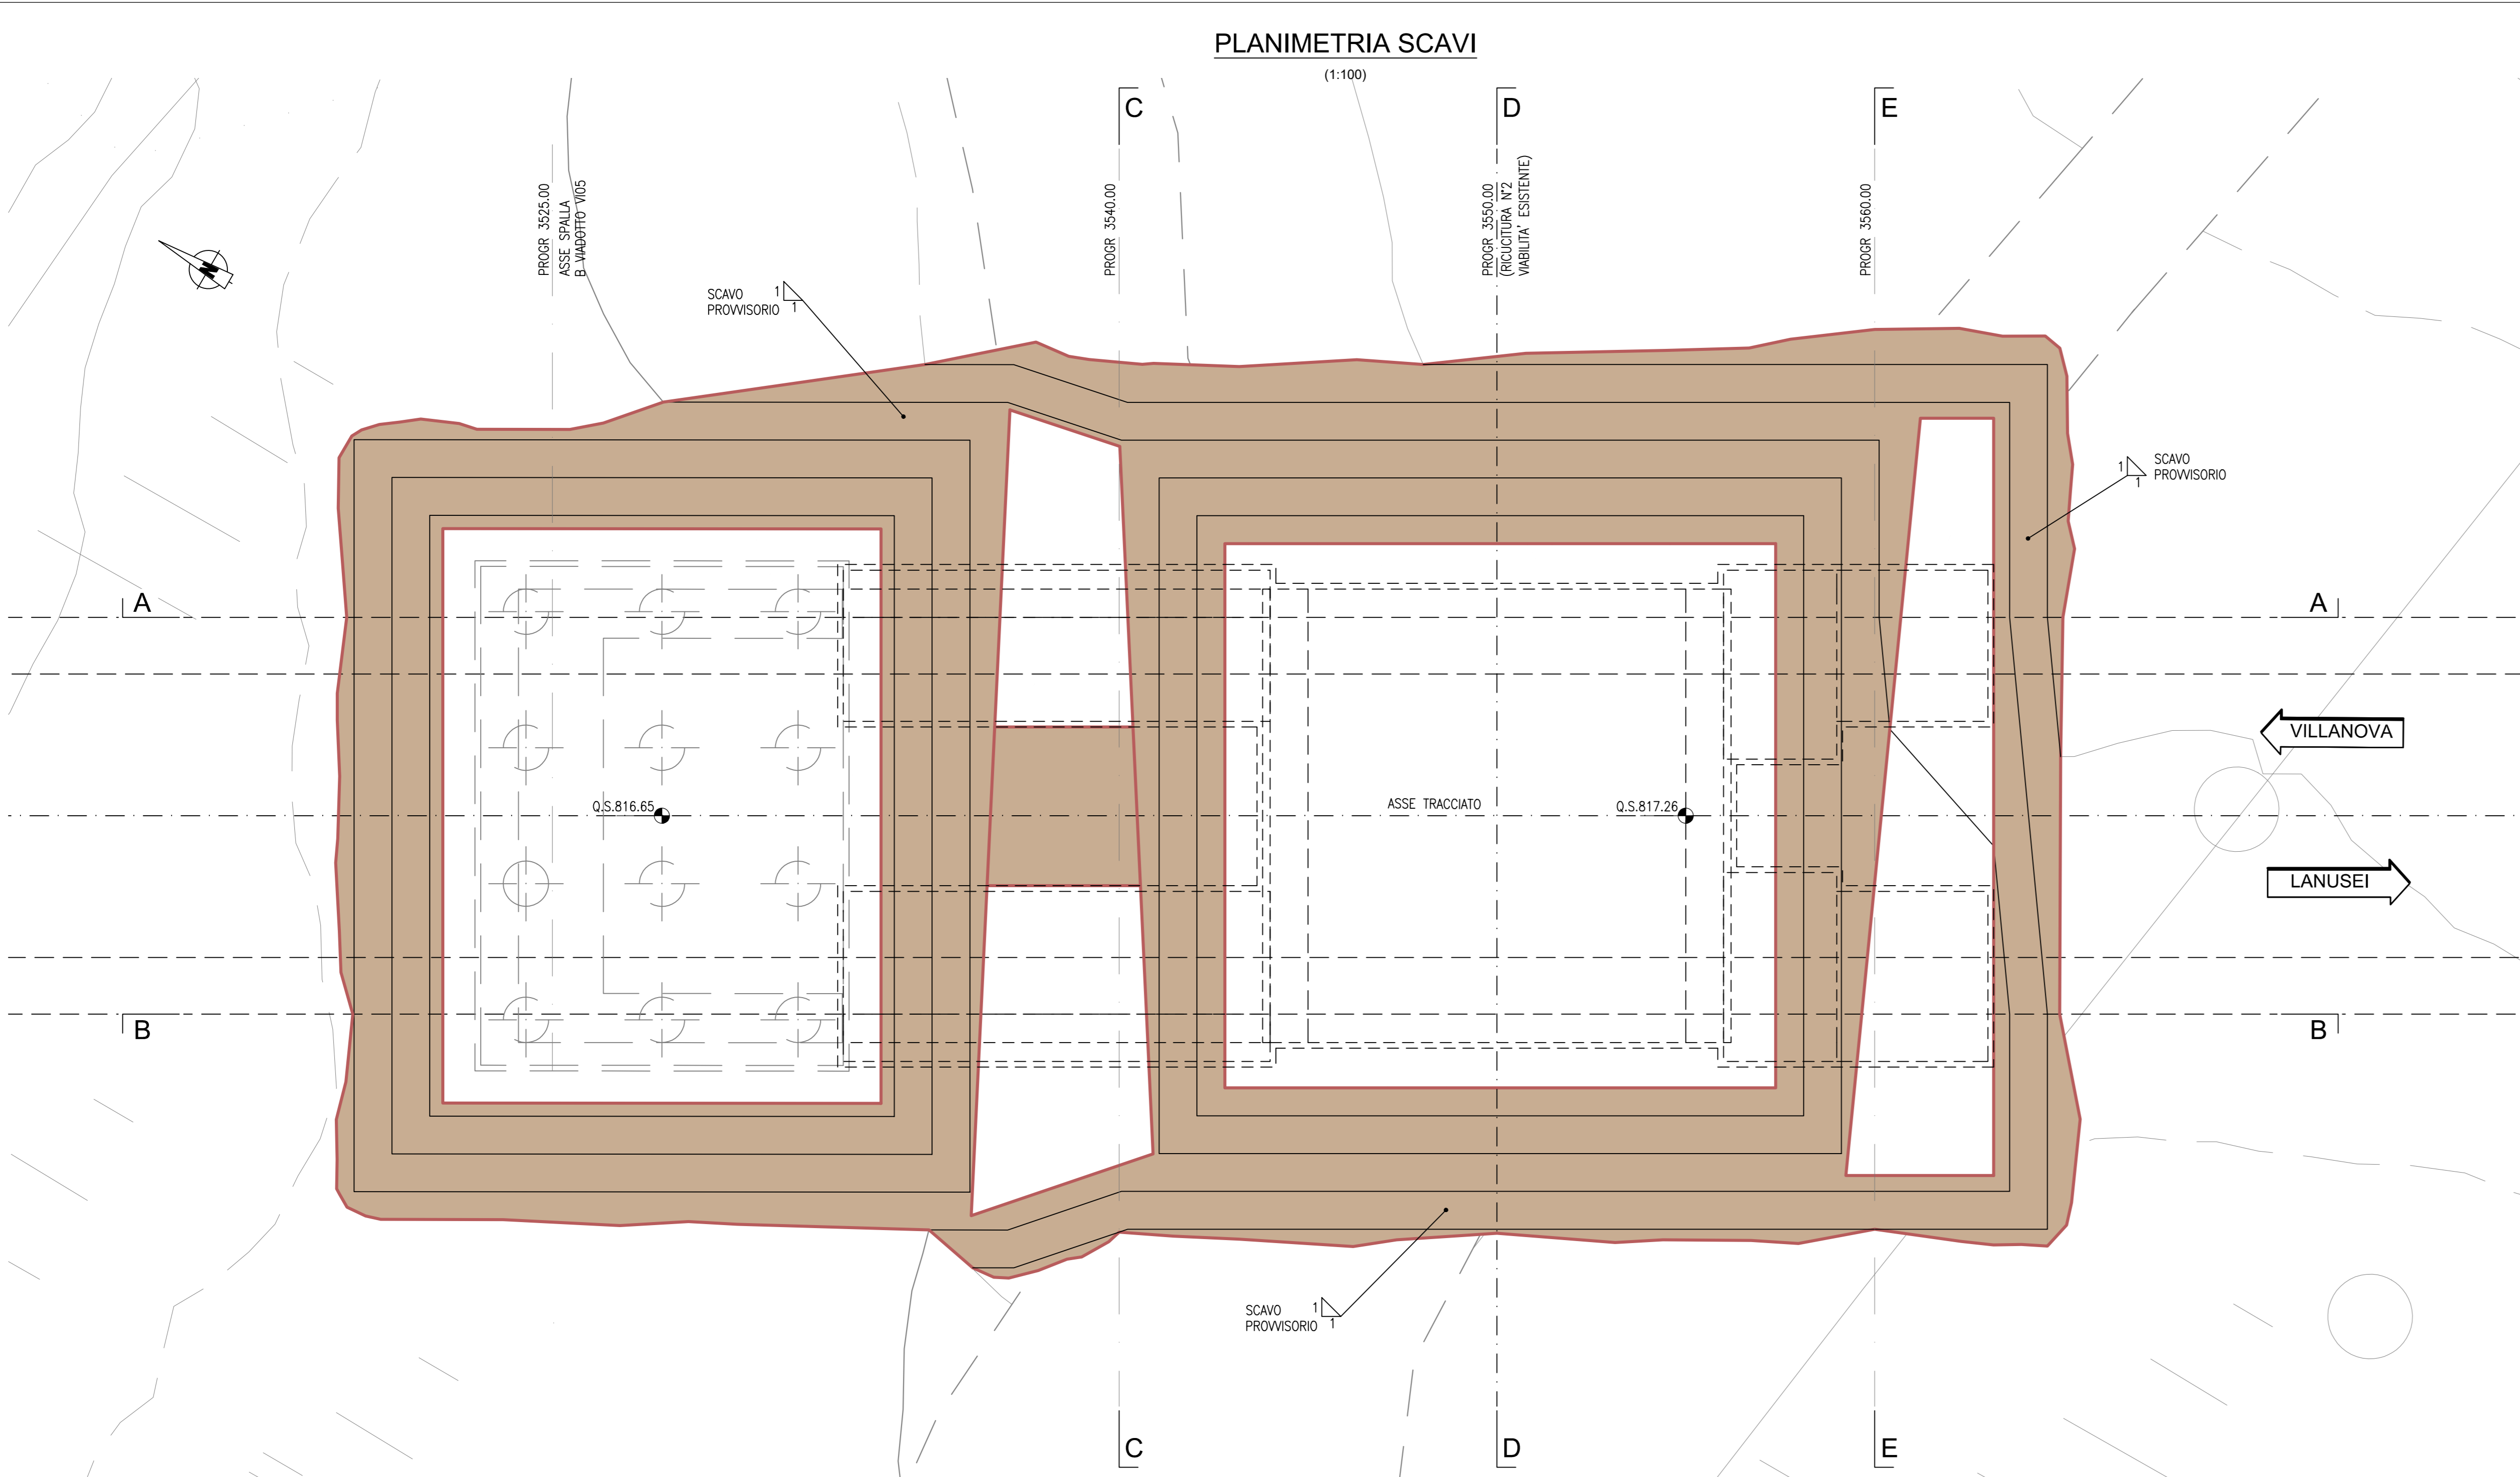 PLANIMETRIA SCAVI
(1:100)
C
D
E
PROGR 3525.00
ASSE SPALLA
B VIADOTTO VI05
PROGR 3540.00
PROGR 3550.00
(RICUCITURA N°2
VIABILITA' ESISTENTE)
PROGR 3560.00
N
SCAVO
PROVVISORIO
1
1
SCAVO
PROVVISORIO
1
1
A
A
VILLANOVA
Q.S.816.65
ASSE TRACCIATO
Q.S.817.26
LANUSEI
B
B
SCAVO
PROVVISORIO
1
1
C
D
E